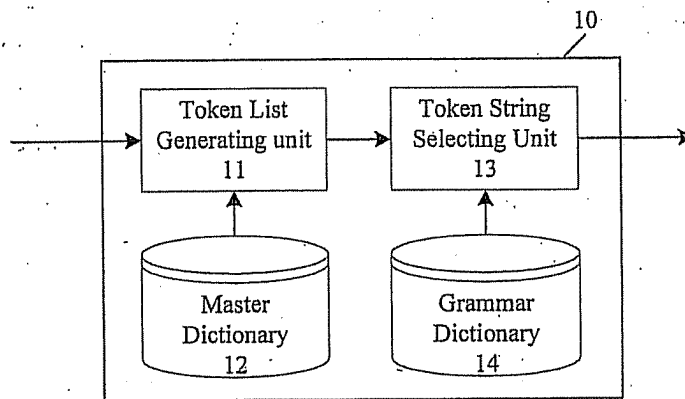 10
Token List
Generating unit
11
Token String
Selecting Unit
13
Master
Dictionary
12
Grammar
Dictionary
14